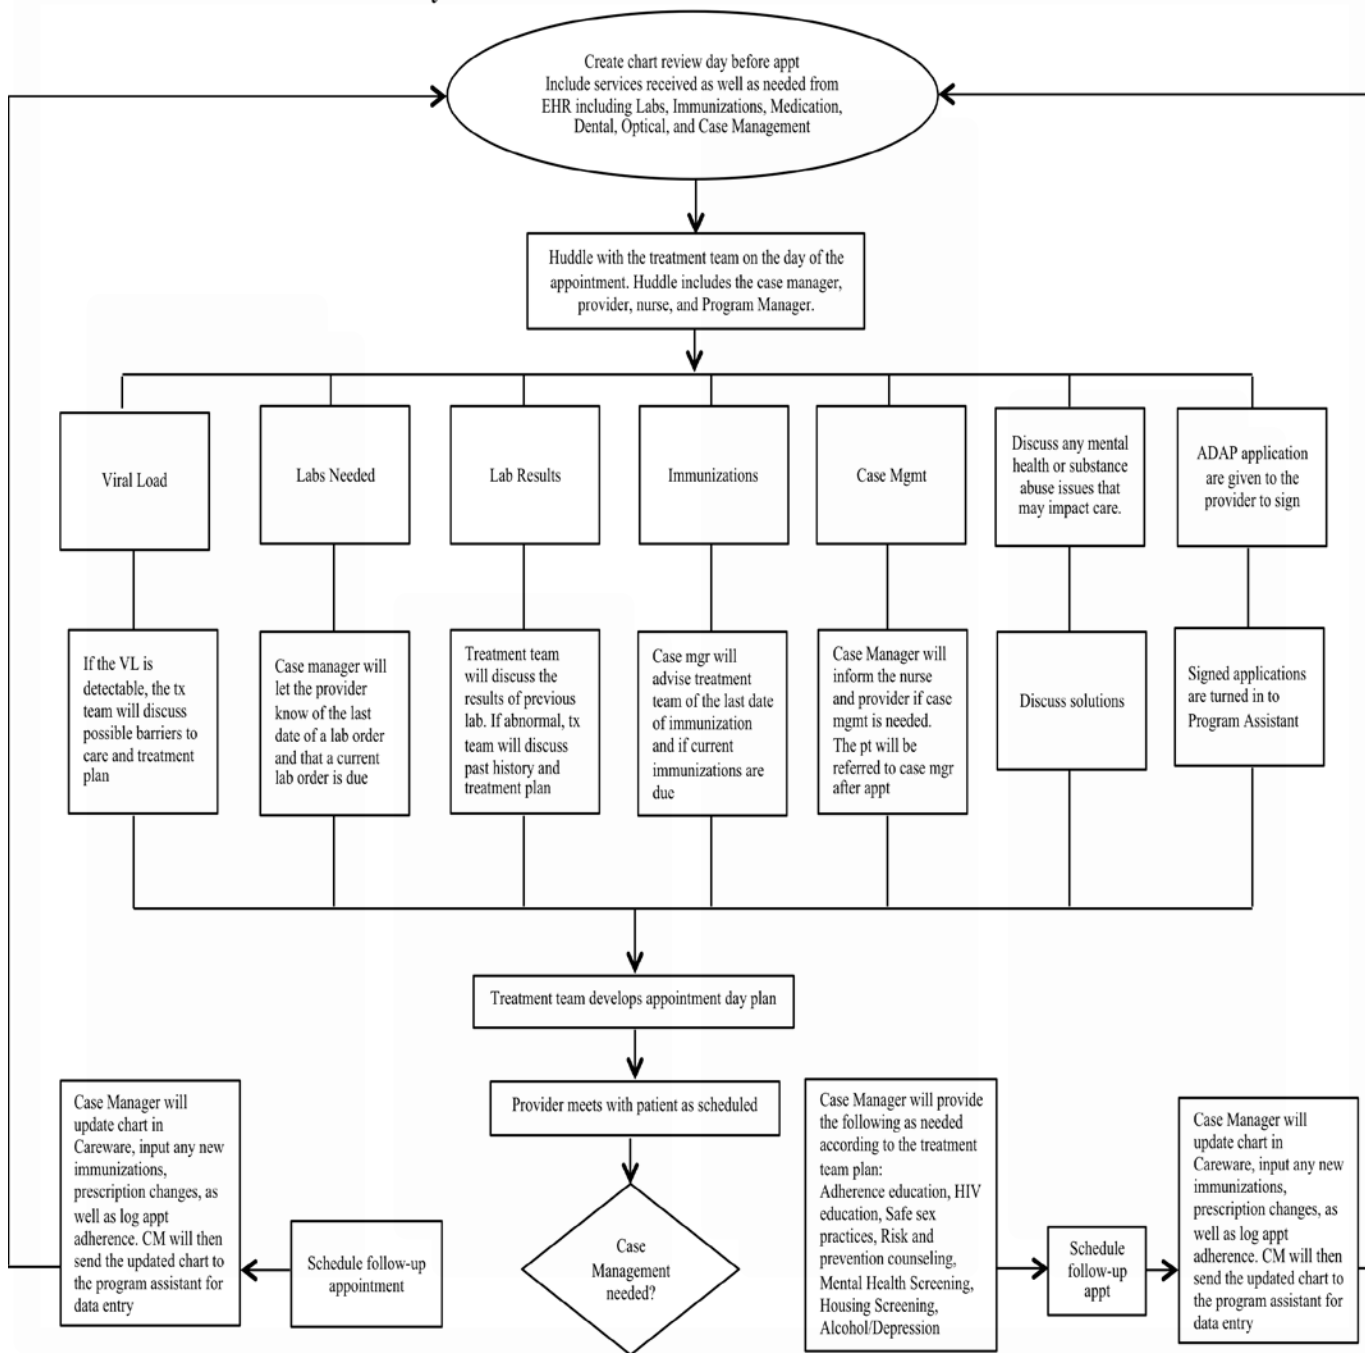 Create chart review day before appt
Include services received as well as needed from
EHR including Labs, Immunizations, Medication,
Dental, Optical, and Case Management
Huddle with the treatment team on the day of the
appointment. Huddle includes the case manager,
provider, nurse, and Program Manager.
Viral Load
Labs Needed
Lab Results
Immunizations
Case Mgmt
Discuss any mental
health or substance
abuse issues that
may impact care.
ADAP application
are given to the
provider to sign
If the VL is
detectable, the tx
team will discuss
possible barriers to
care and treatment
plan
Case manager will
let the provider
know of the last
date of a lab order
and that a current
lab order is due
Treatment team
will discuss the
results of previous
lab. If abnormal, tx
team will discuss
past history and
treatment plan
Case mgr will
advise treatment
team of the last date
of immunization
and if current
immunizations are
due
Case Manager will
inform the nurse
and provider if case
mgmt is needed.
The pt will be
referred to case mgr
after appt
Discuss solutions
Signed applications
are turned in to
Program Assistant
Treatment team develops appointment day plan
Provider meets with patient as scheduled
Case
Management
needed?
Schedule follow-up
appointment
Case Manager will
update chart in
Careware, input any new
immunizations,
prescription changes, as
well as log appt
adherence. CM will then
send the updated chart to
the program assistant for
data entry
Case Manager will provide
the following as needed
according to the treatment
team plan:
Adherence education, HIV
education, Safe sex
practices, Risk and
prevention counseling,
Mental Health Screening,
Housing Screening,
Alcohol/Depression
Schedule
follow-up
appt
Case Manager will
update chart in
Careware, input any new
immunizations,
prescription changes, as
well as log appt
adherence. CM will then
send the updated chart to
the program assistant for
data entry